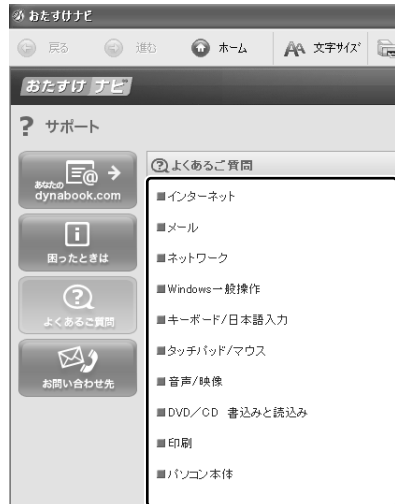 おたすけナビ
戻る 進む ホーム AA 文字サイズ
おたすけ ナビ
? サポート
あなたの
dynabook.com
困ったときは
よくあるご質問
お問い合わせ先
?よくあるご質問
■インターネット
■メール
■ネットワーク
■Windows一般操作
■キーボード/日本語入力
■タッチパッド/マウス
■音声/映像
■DVD/CD 書込みと読込み
■印刷
■パソコン本体